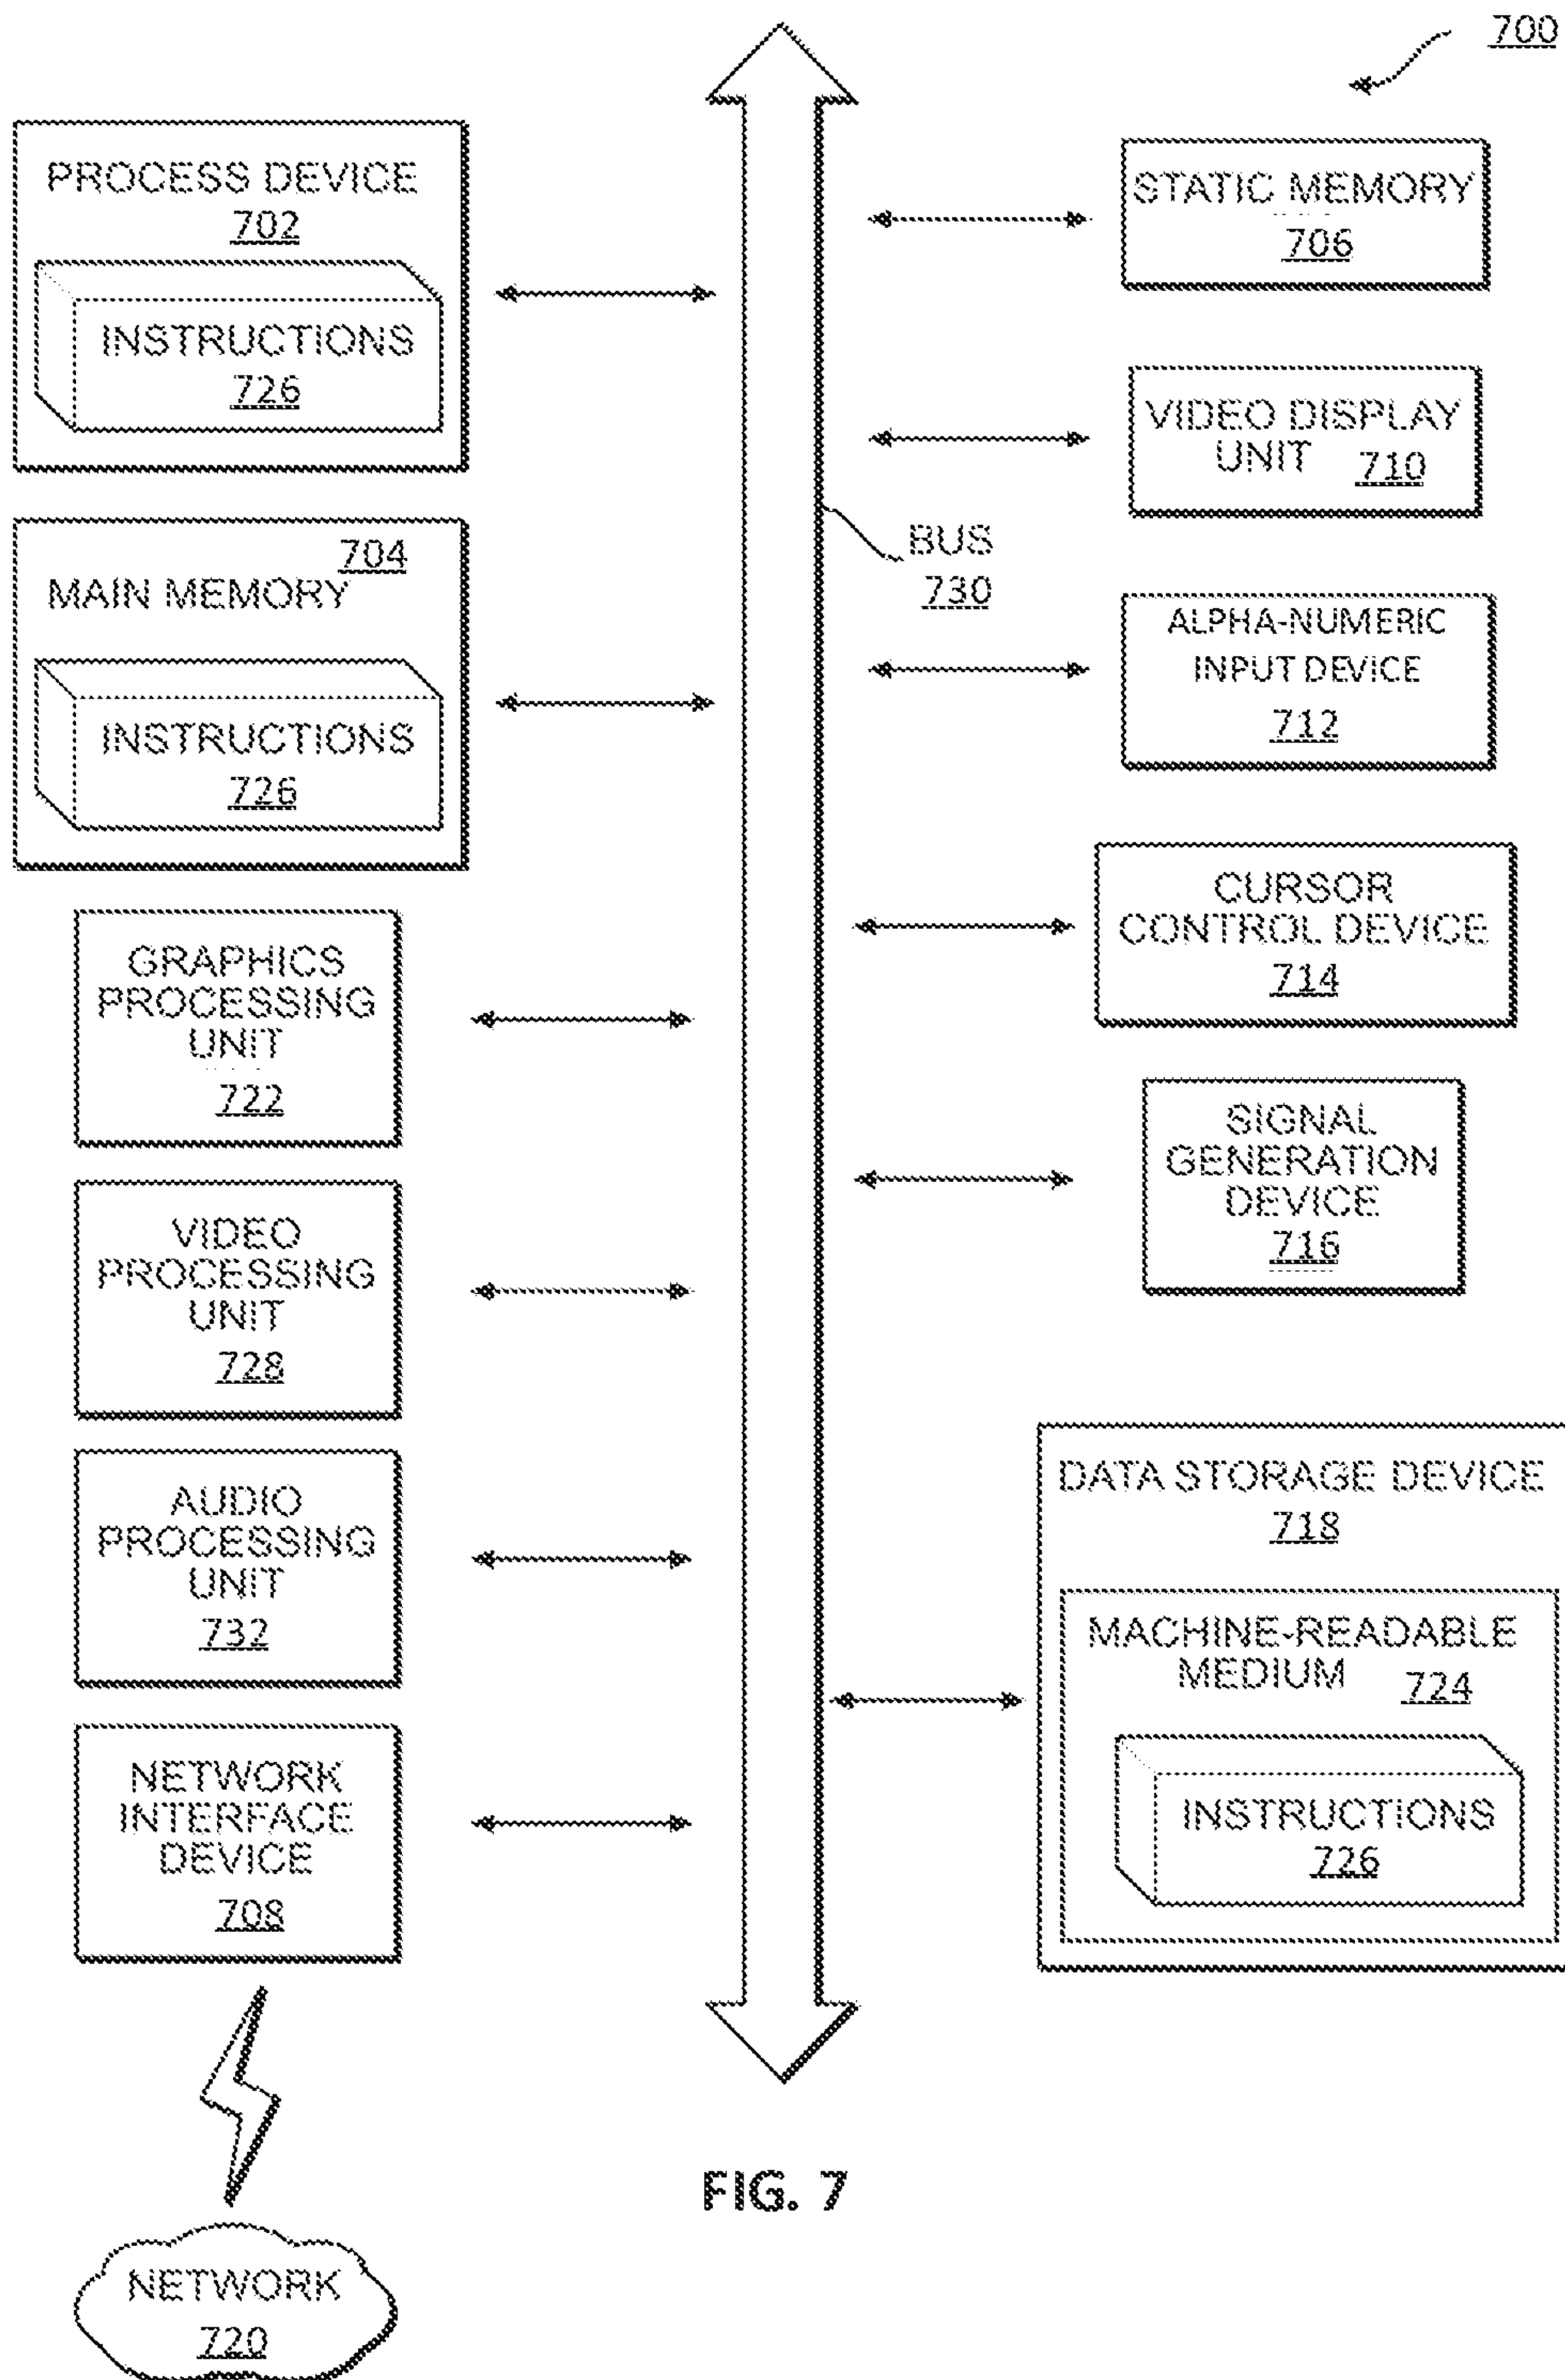 700
PROCESS DEVICE
702
INSTRUCTIONS
726
704
MAIN MEMORY
INSTRUCTIONS
726
GRAPHICS
PROCESSING
UNIT
722
VIDEO
PROCESSING
UNIT
728
AUDIO
PROCESSING
UNIT
732
NETWORK
INTERFACE
DEVICE
708
NETWORK
720
BUS
730
STATIC MEMORY
706
VIDEO DISPLAY
UNIT 710
ALPHA-NUMERIC
INPUT DEVICE
712
CURSOR
CONTROL DEVICE
714
SIGNAL
GENERATION
DEVICE
716
DATA STORAGE DEVICE
718
MACHINE-READABLE
MEDIUM 724
INSTRUCTIONS
726
FIG. 7